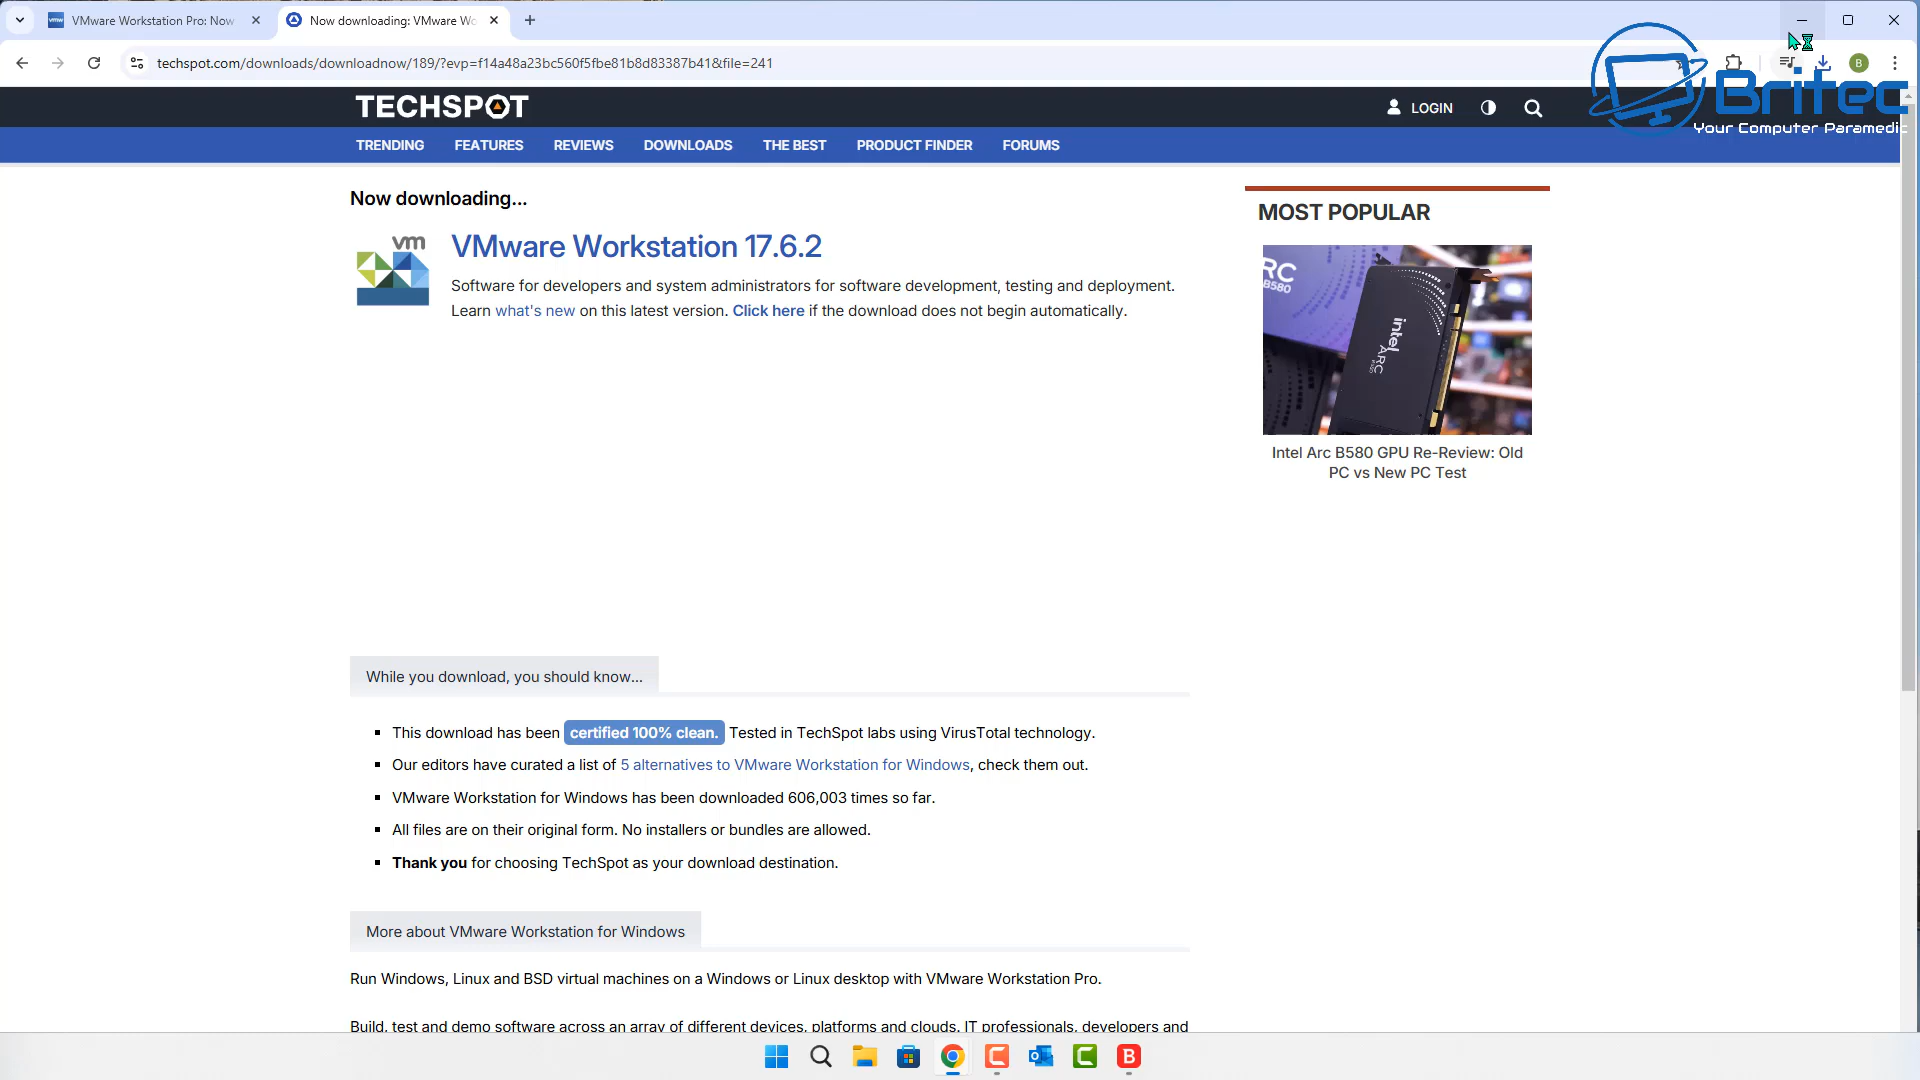 VMware Workstation Pro: Now
Now downloading: VMware Wo
techspot.com/downloads/downloadnow/189/?evp=f14a48a23bc560f5fbe81b8d83387b41&file=241
B
Britec
Your Computer Paramedic
TECHSPOT
LOGIN
TRENDING FEATURES REVIEWS DOWNLOADS THE BEST PRODUCT FINDER FORUMS
Now downloading...
vm
VMware Workstation 17.6.2
Software for developers and system administrators for software development, testing and deployment.
Learn what's new on this latest version. Click here if the download does not begin automatically.
MOST POPULAR
RC
B580
intel
ARC
Intel Arc B580 GPU Re-Review: Old
PC vs New PC Test
While you download, you should know...
This download has been certified 100% clean. Tested in TechSpot labs using VirusTotal technology.
Our editors have curated a list of 5 alternatives to VMware Workstation for Windows, check them out.
VMware Workstation for Windows has been downloaded 606,003 times so far.
All files are on their original form. No installers or bundles are allowed.
Thank you for choosing TechSpot as your download destination.
More about VMware Workstation for Windows
Run Windows, Linux and BSD virtual machines on a Windows or Linux desktop with VMware Workstation Pro.
Build, test and demo software across an array of different devices, platforms and clouds. IT professionals, developers and
B